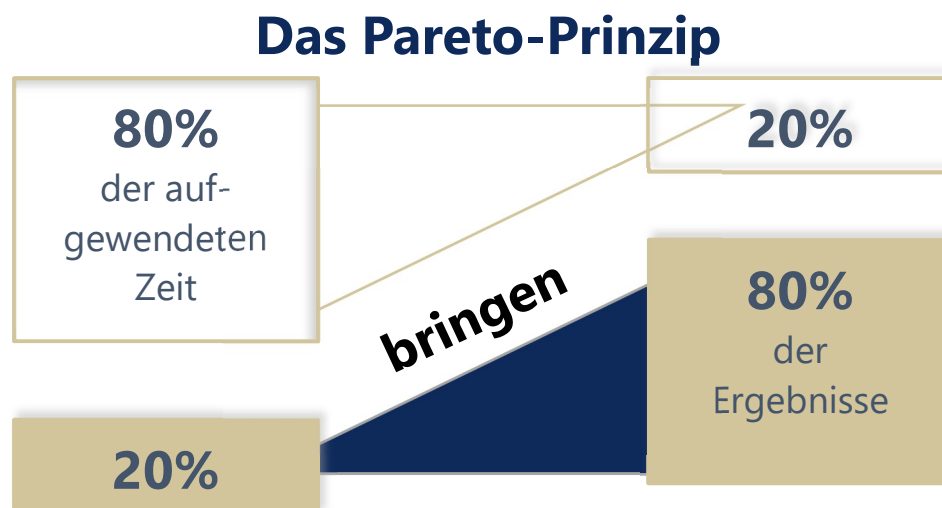 Das Pareto-Prinzip
80%
der auf-
gewendeten
Zeit
20%
bringen
20%
80%
der
Ergebnisse